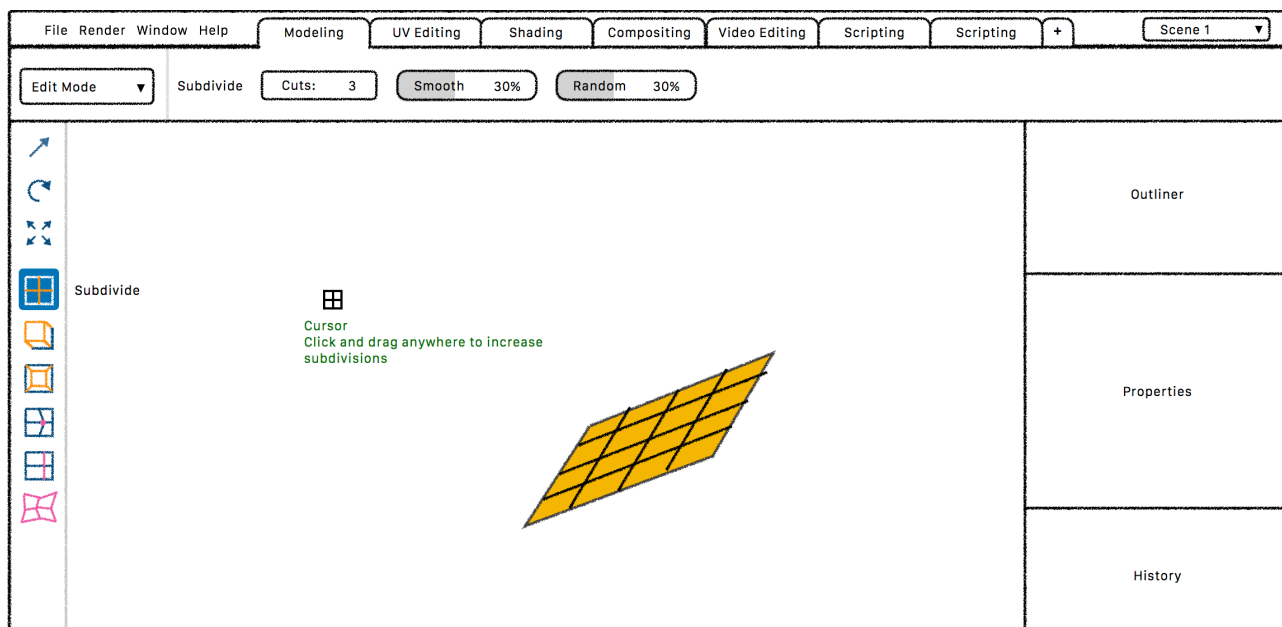 File Render Window Help
Modeling
UV Editing
Shading
Compositing
Video Editing
Scripting
Scripting
+
Scene 1
Edit Mode
Subdivide
Cuts: 3
Smooth 30%
Random 30%
Subdivide
Cursor
Click and drag anywhere to increase
subdivisions
Outliner
Properties
History